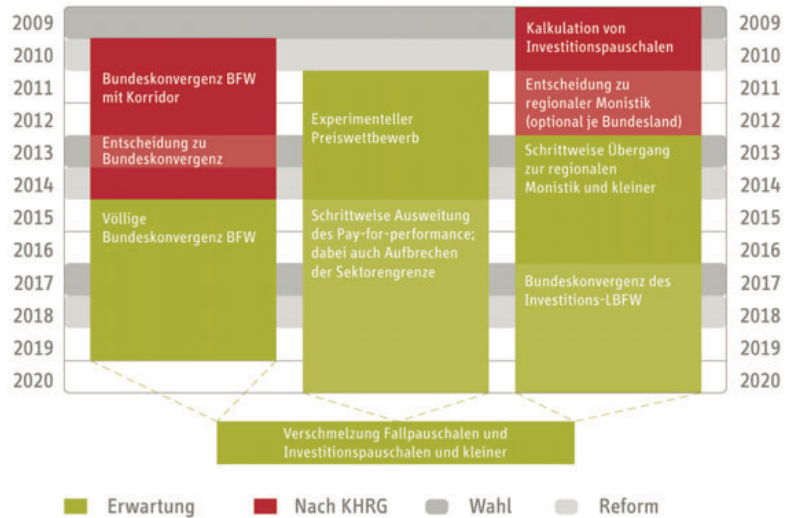 2009
2010
2011
2012
2013
2014
2015
2016
2017
2018
2019
2020
Bundeskonvergenz BFW
mit Korridor
Entscheidung zu
Bundeskonvergenz
Völlige
Bundeskonvergenz BFW
Experimenteller
Preiswettbewerb
Schrittweise Ausweitung
des Pay-for-performance;
dabei auch Aufbrechen
der Sektorengrenze
Kalkulation von
Investitionspauschalen
Entscheidung zu
regionaler Monistik
(optional je Bundesland)
Schrittweise Übergang
zur regionalen
Monistik und kleiner
Bundeskonvergenz des
Investitions-LBFW
2009
2010
2011
2012
2013
2014
2015
2016
2017
2018
2019
2020
Verschmelzung Fallpauschalen und
Investitionspauschalen und kleiner
Erwartung
Nach KHRG
Wahl
Reform